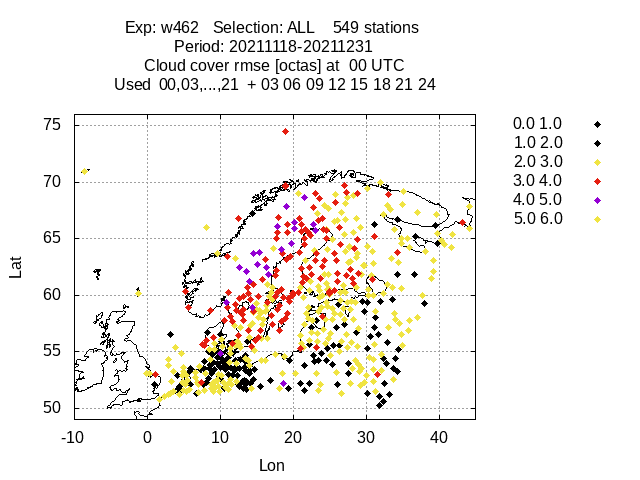 Exp: w462   Selection: ALL    549 stations
Period: 20211118-20211231
Cloud cover rmse [octas] at  00 UTC
Used  00,03,...,21  + 03 06 09 12 15 18 21 24
75
70
65
60
55
50
-10 0 10 20 30 40
Lat
Lon
0.0 1.0
1.0 2.0
2.0 3.0
3.0 4.0
4.0 5.0
5.0 6.0